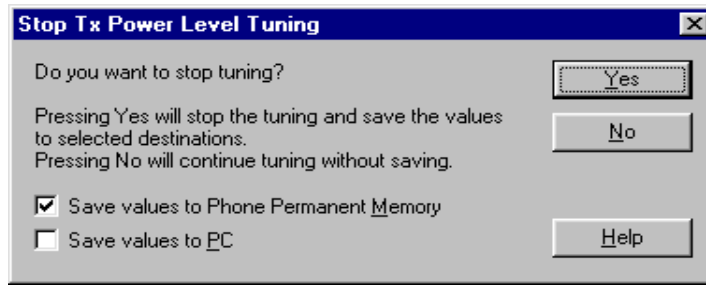 Stop Tx Power Level Tuning
Do you want to stop tuning?
Yes
Pressing Yes will stop the tuning and save the values
to selected destinations.
Pressing No will continue tuning without saving.
No
Save values to Phone Permanent Memory
Save values to PC
Help